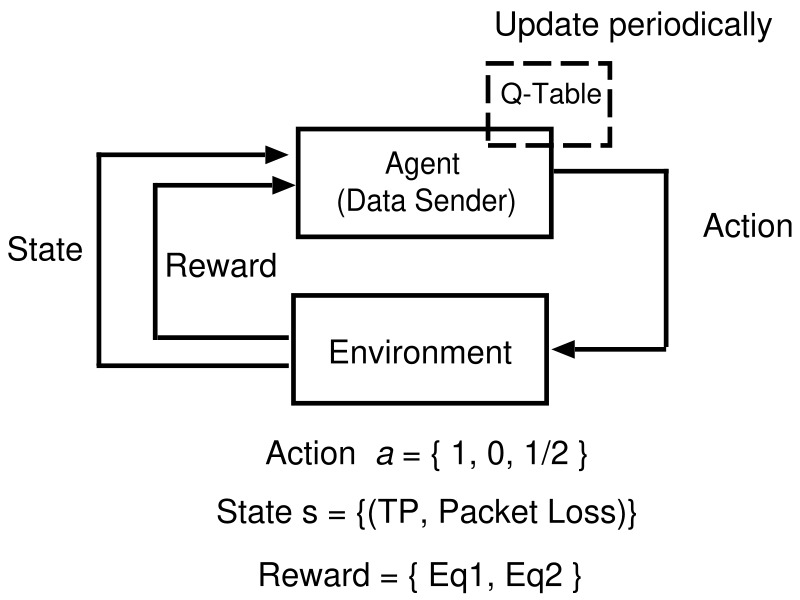 Update periodically
Q-Table
Agent
(Data Sender)
Action
State
Reward
Environment
Action a = { 1, 0, 1/2 }
State s = {(TP, Packet Loss)}
Reward = { Eq1, Eq2 }